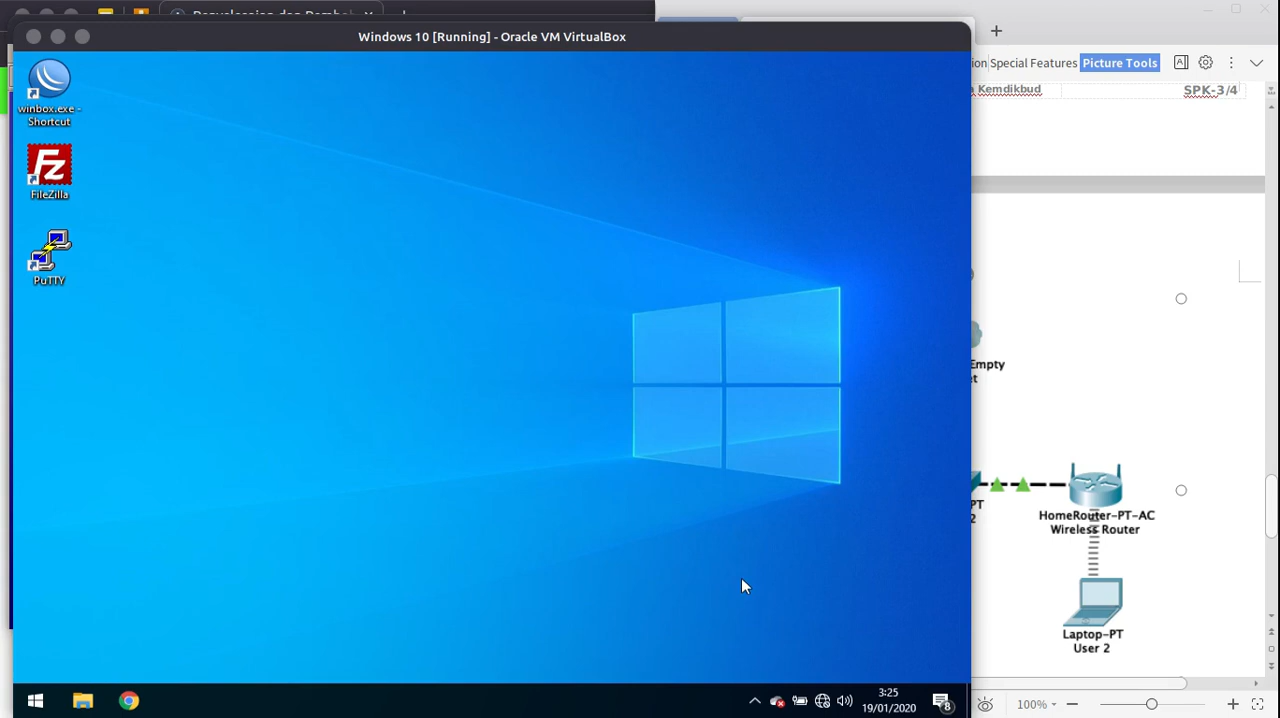 Windows 10 [Running] - Oracle VM VirtualBox
Special Features
Picture Tools
Kemdikbud
SPK-3/4
winbox.exe -
Shortcut
FileZilla
PuTTY
Empty
HomeRouter-PT-AC
Wireless Router
Laptop-PT
User 2
3:25
19/01/2020
8
100%